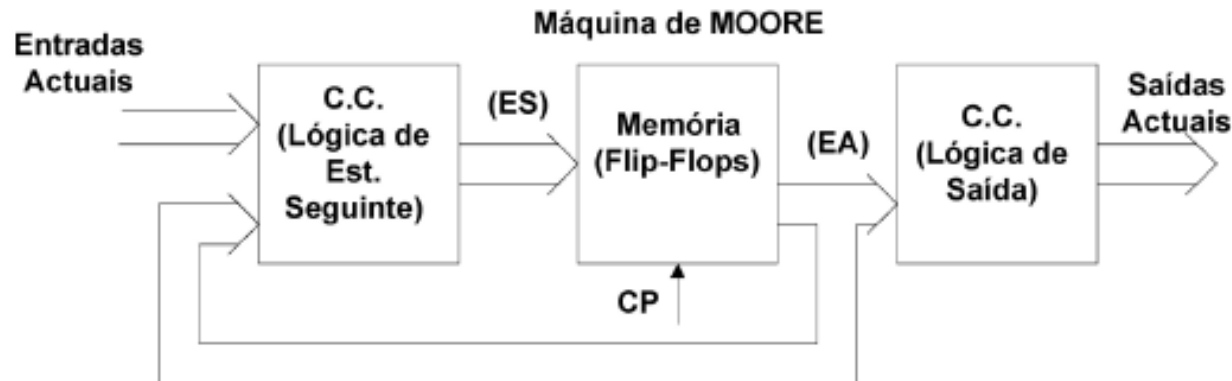 Máquina de MOORE
Entradas
Actuais
C.C.
(Lógica de
Est.
Seguinte)
(ES)
Memória
(Flip-Flops)
CP
(EA)
C.C.
(Lógica de
Saída)
Saídas
Actuais